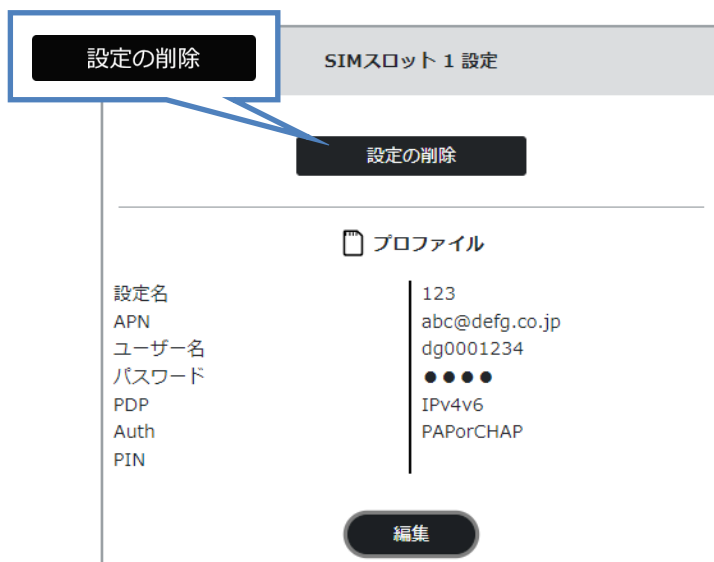 設定の削除
SIMスロット 1 設定
設定の削除
プロファイル
設定名 123
APN abc@defg.co.jp
ユーザー名 dg0001234
パスワード ●●●●
PDP IPv4v6
Auth PAPorCHAP
PIN
編集